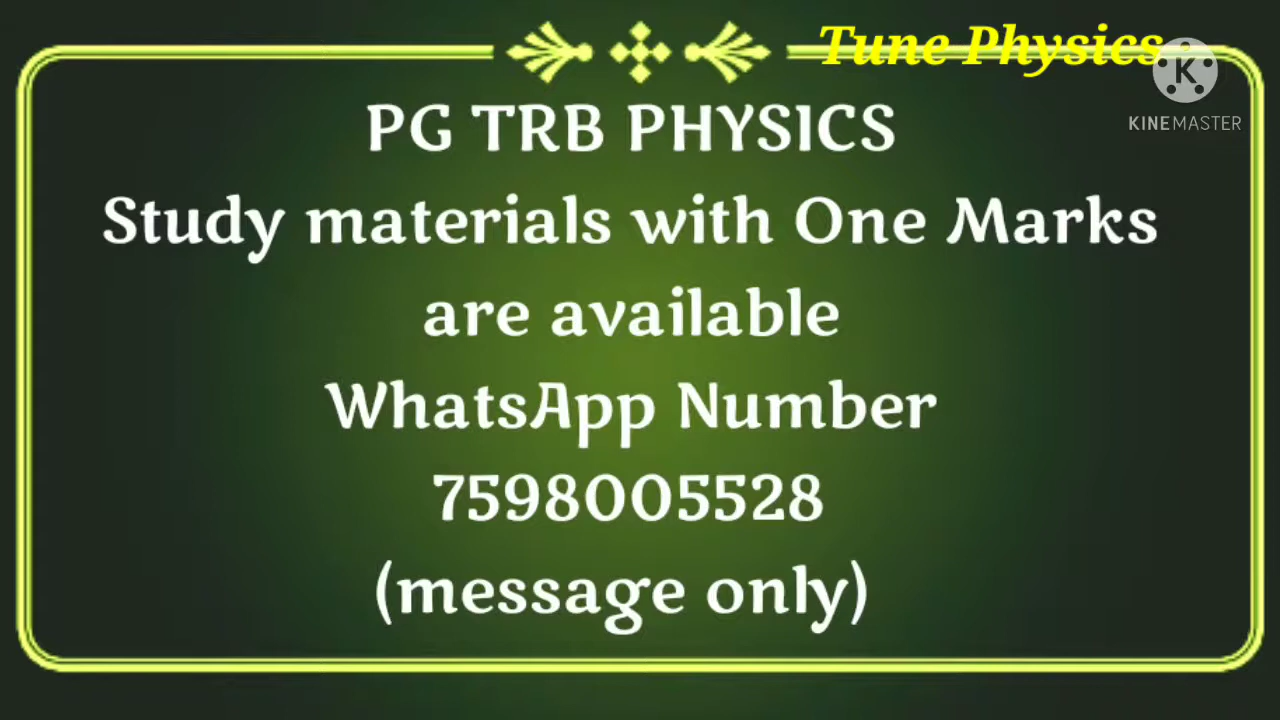 Tune Physics
K
KINEMASTER
PG TRB PHYSICS
Study materials with One Marks
are available
WhatsApp Number
7598005528
(message only)